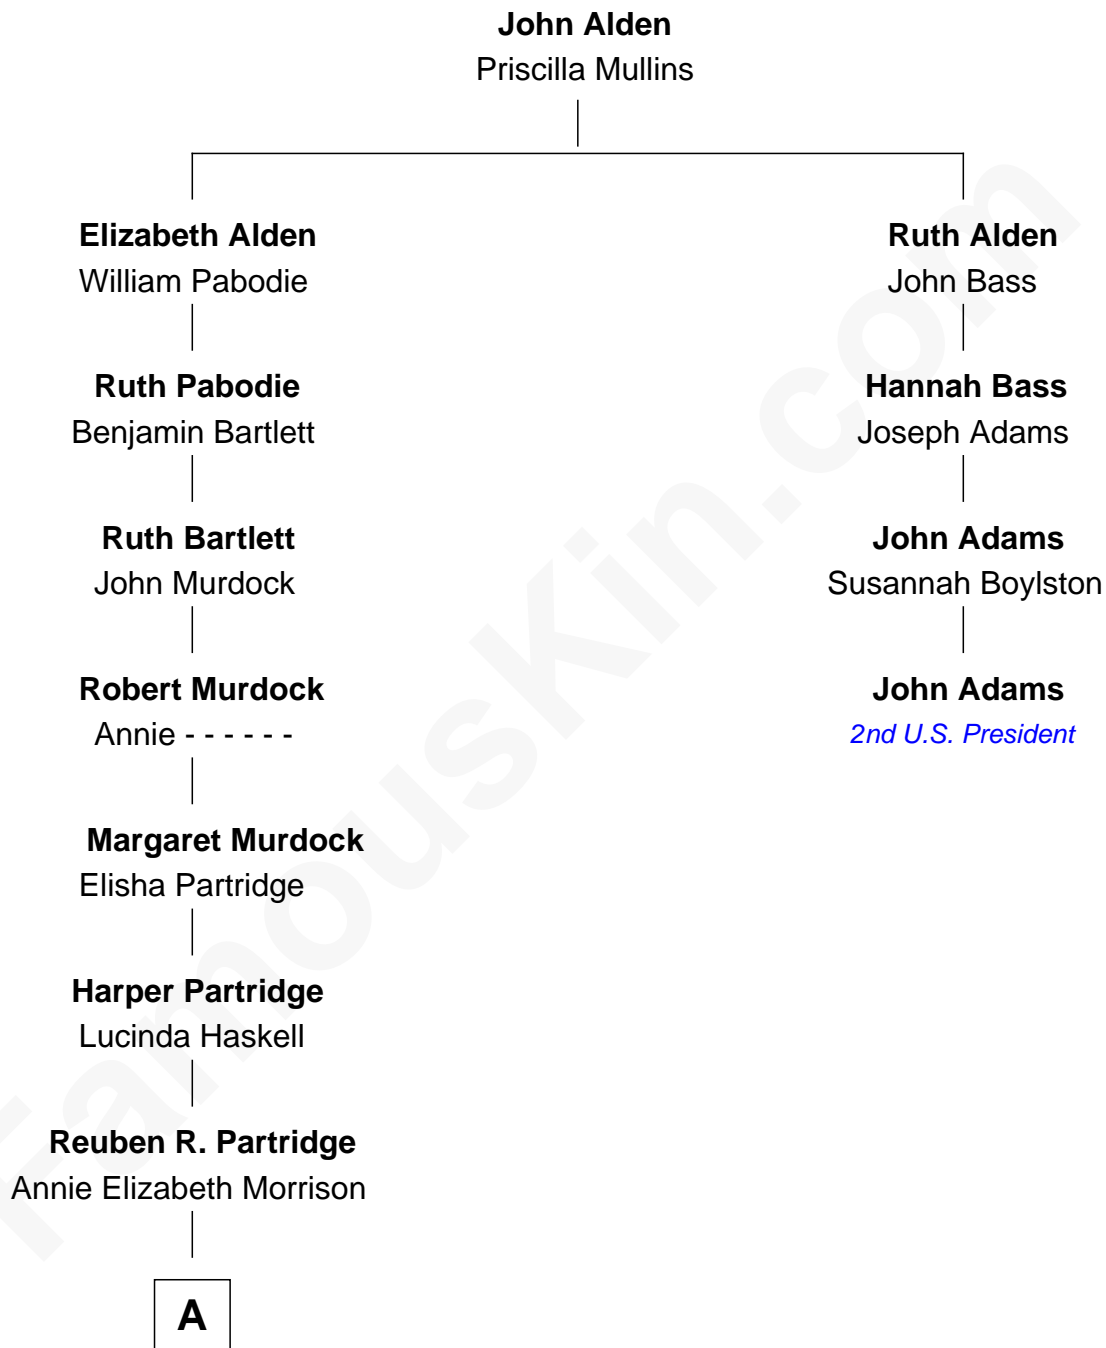 John Alden
Priscilla Mullins
Elizabeth Alden
William Pabodie
Ruth Pabodie
Benjamin Bartlett
Ruth Bartlett
John Murdock
Robert Murdock
Annie - - - - - -
Margaret Murdock
Elisha Partridge
Harper Partridge
Lucinda Haskell
Reuben R. Partridge
Annie Elizabeth Morrison
A
Ruth Alden
John Bass
Hannah Bass
Joseph Adams
John Adams
Susannah Boylston
John Adams
2nd U.S. President
FamousKin.com